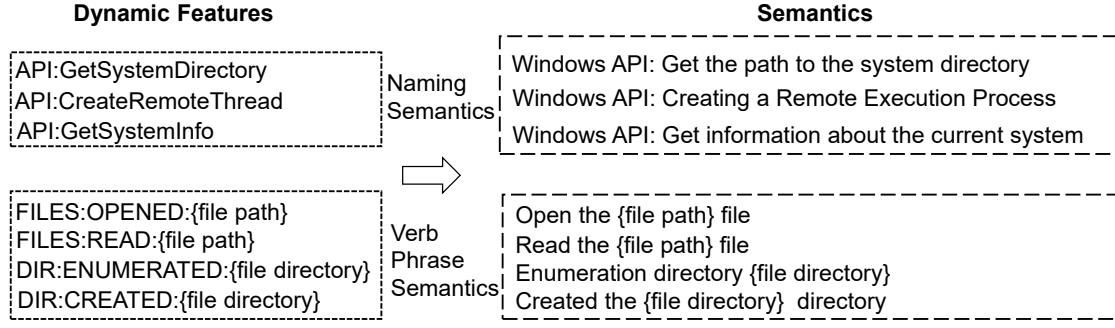 Dynamic Features
Semantics
API:GetSystemDirectory
API:CreateRemoteThread
API:GetSystemInfo
Naming
Semantics
Windows API: Get the path to the system directory
Windows API: Creating a Remote Execution Process
Windows API: Get information about the current system
FILES:OPENED:{file path}
FILES:READ:{file path}
DIR:ENUMERATED:{file directory}
DIR:CREATED:{file directory}
Verb
Phrase
Semantics
Open the {file path} file
Read the {file path} file
Enumeration directory {file directory}
Created the {file directory}  directory